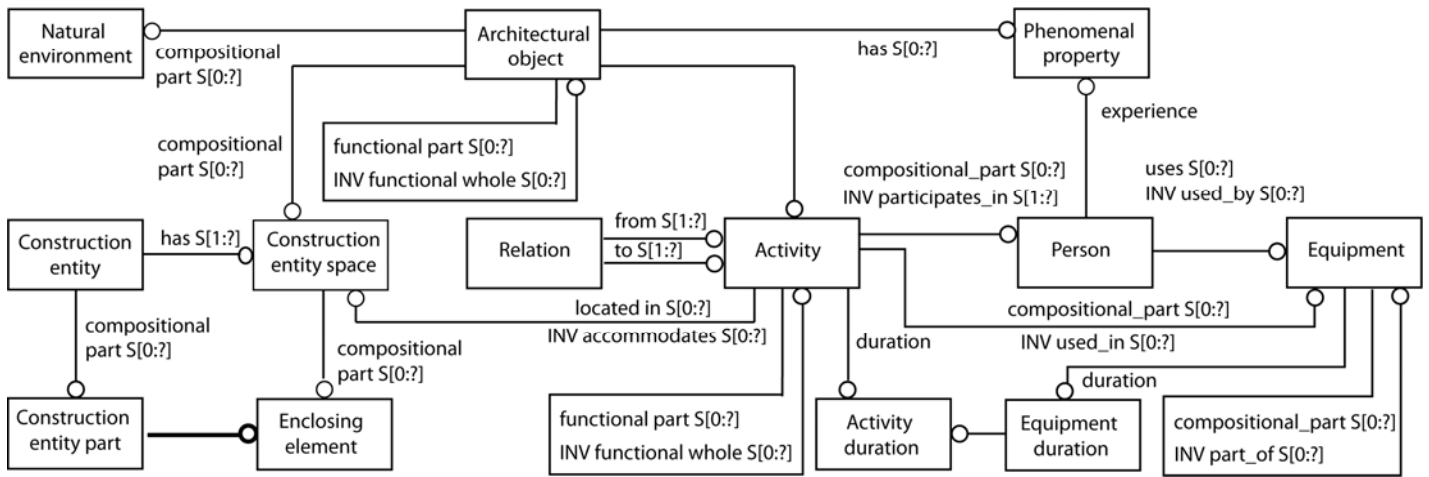 Natural
environment
compositional
part S[0:?]
Architectural
object
has S[0:?]
Phenomenal
property
compositional
part S[0:?]
functional part S[0:?]
INV functional whole S[0:?]
experience
compositional_part S[0:?]
INV participates_in S[1:?]
uses S[0:?]
INV used_by S[0:?]
Construction
entity
has S[1:?]
Construction
entity space
Relation
from S[1:?]
to S[1:?]
Activity
Person
Equipment
compositional
part S[0:?]
compositional
part S[0:?]
located in S[0:?]
INV accommodates S[0:?]
duration
compositional_part S[0:?]
INV used_in S[0:?]
duration
Construction
entity part
Enclosing
element
functional part S[0:?]
INV functional whole S[0:?]
Activity
duration
Equipment
duration
compositional_part S[0:?]
INV part_of S[0:?]